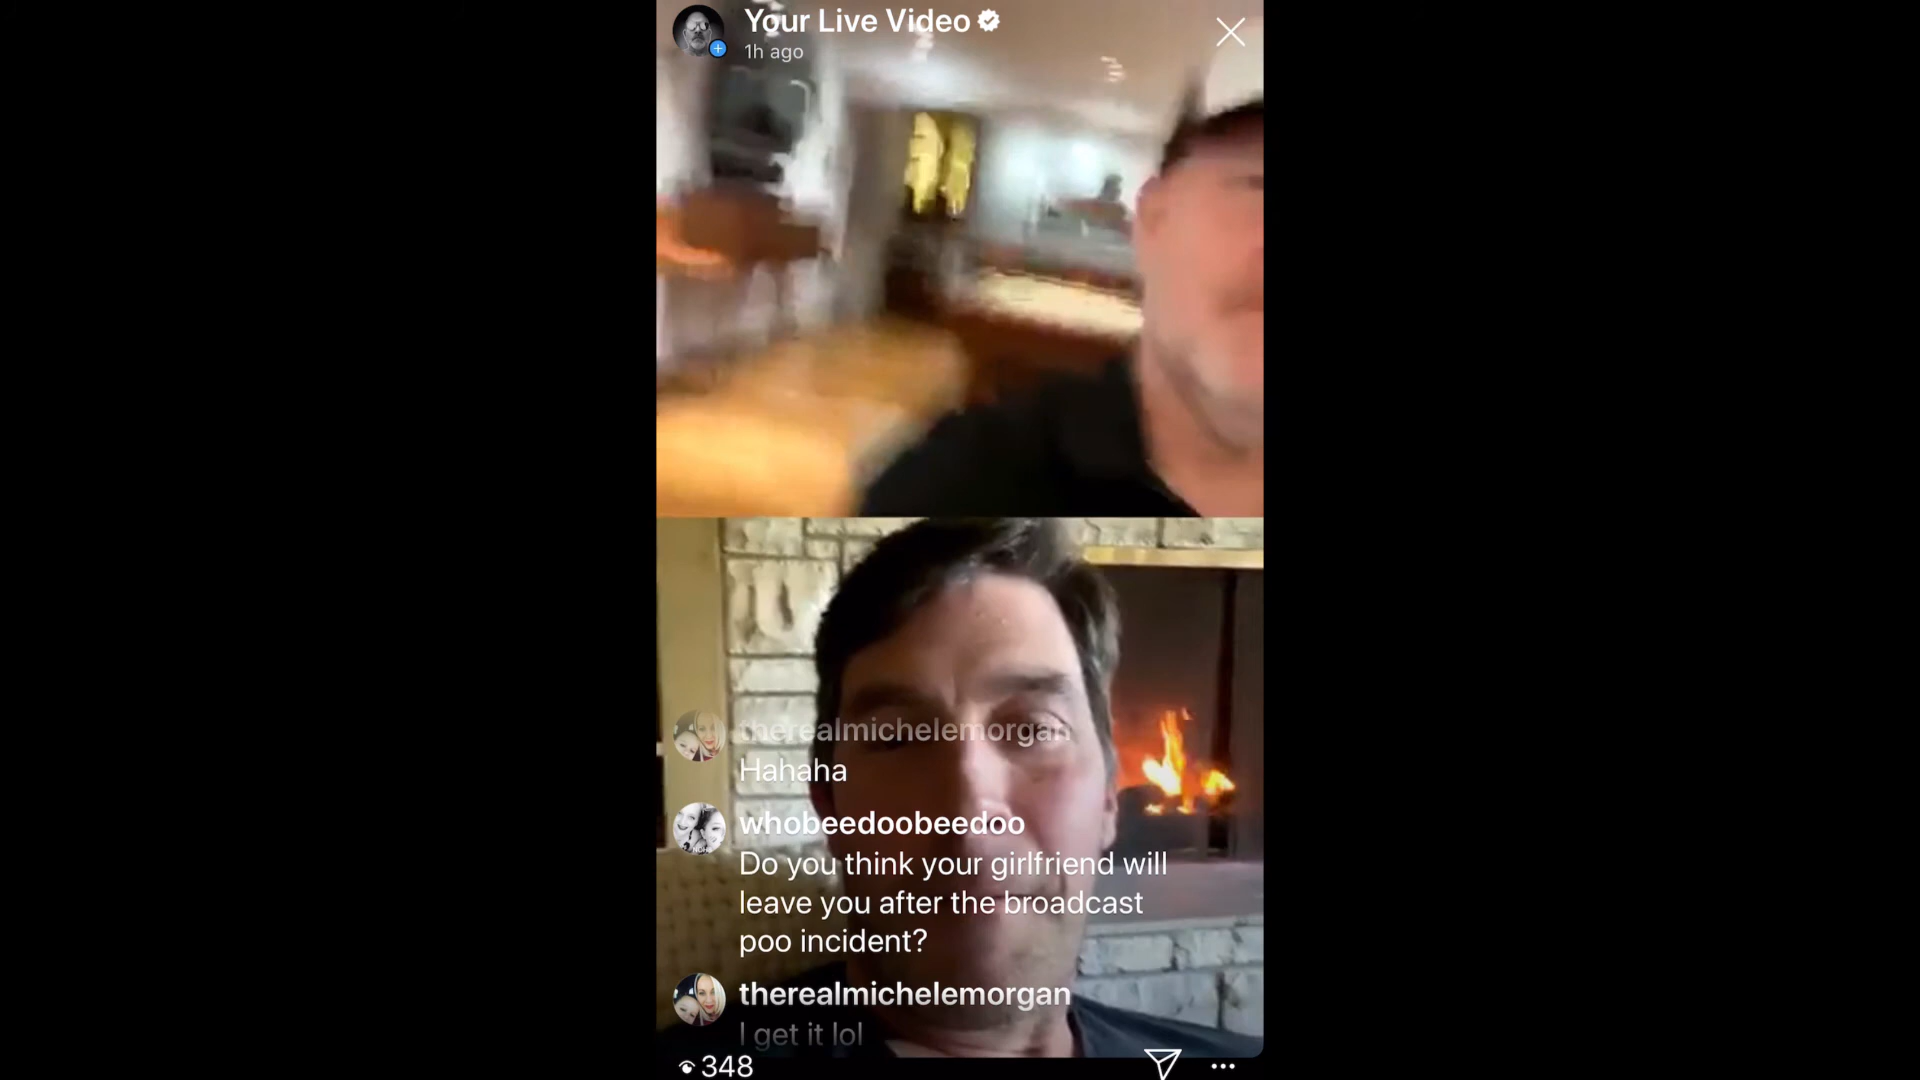 Your Live Video
1h ago
therealmichelemorgan
Hahaha
whobeedoobeedoo
Do you think your girlfriend will
leave you after the broadcast
poo incident?
therealmichelemorgan
I get it lol
348